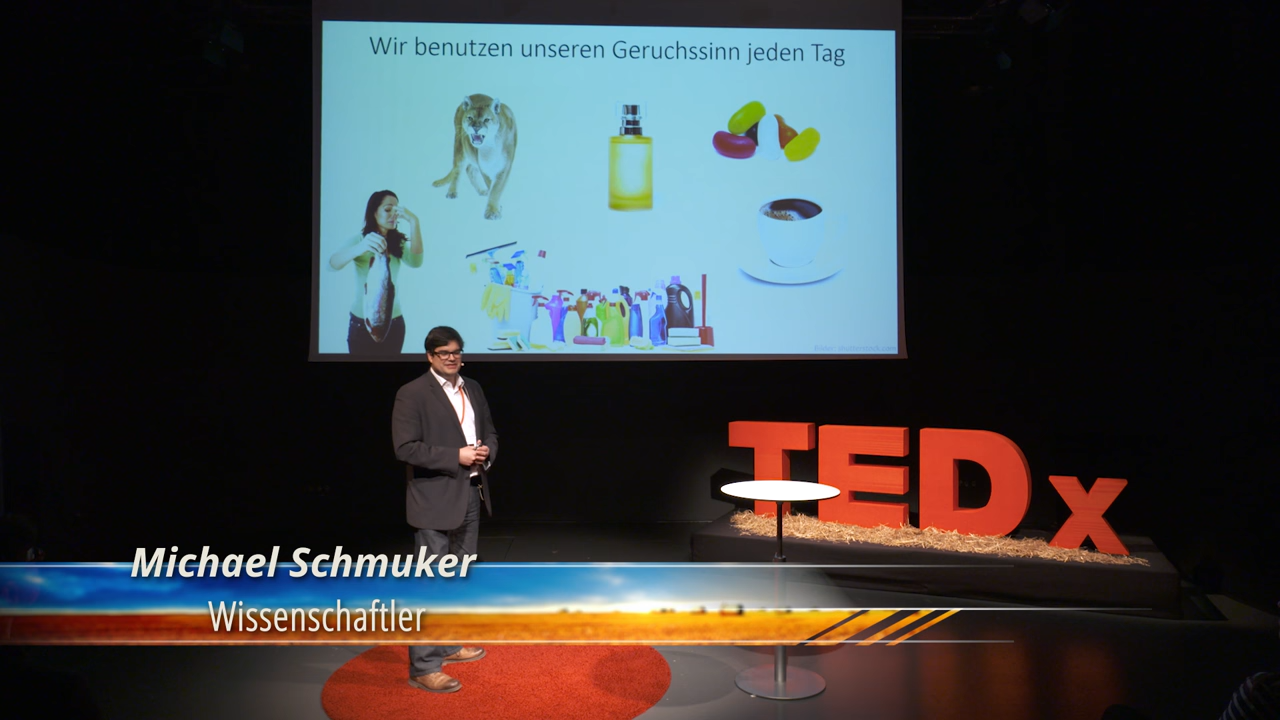 Wir benutzen unseren Geruchssinn jeden Tag
TEDx
Michael Schmuker
Wissenschaftler